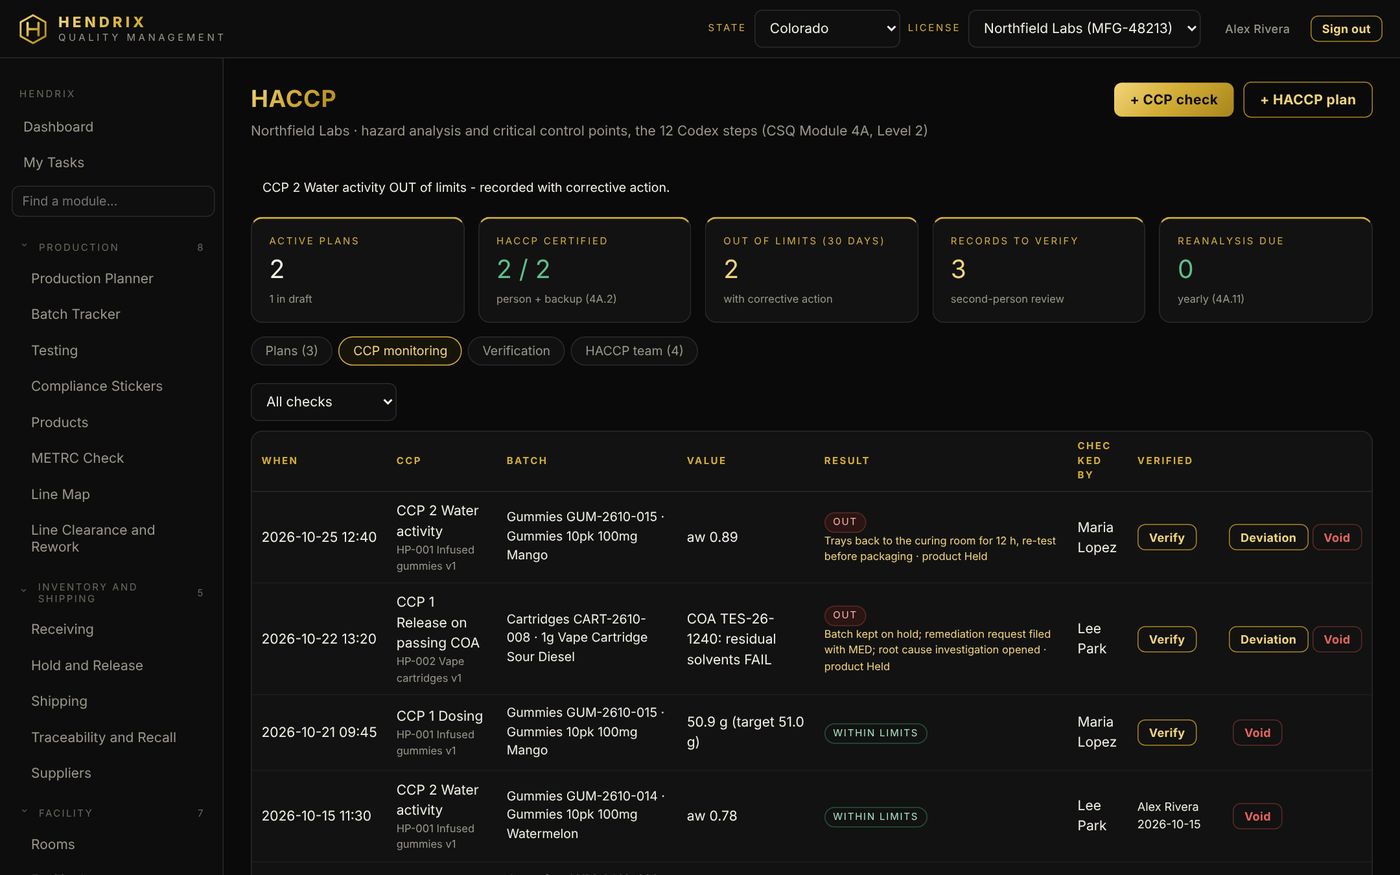 HENDRIX
QUALITY MANAGEMENT
STATE
Colorado
LICENSE
Northfield Labs (MFG-48213)
Alex Rivera
Sign out
HENDRIX
Dashboard
My Tasks
Find a module...
PRODUCTION 8
Production Planner
Batch Tracker
Testing
Compliance Stickers
Products
METRC Check
Line Map
Line Clearance and
Rework
INVENTORY AND
SHIPPING 5
Receiving
Hold and Release
Shipping
Traceability and Recall
Suppliers
FACILITY 7
Rooms
HACCP
+ CCP check
+ HACCP plan
Northfield Labs · hazard analysis and critical control points, the 12 Codex steps (CSQ Module 4A, Level 2)
CCP 2 Water activity OUT of limits - recorded with corrective action.
ACTIVE PLANS
2
1 in draft
HACCP CERTIFIED
2 / 2
person + backup (4A.2)
OUT OF LIMITS (30 DAYS)
2
with corrective action
RECORDS TO VERIFY
3
second-person review
REANALYSIS DUE
0
yearly (4A.11)
Plans (3)
CCP monitoring
Verification
HACCP team (4)
All checks
WHEN
CCP
BATCH
VALUE
RESULT
CHEC
KED
BY
VERIFIED
2026-10-25 12:40
CCP 2 Water
activity
HP-001 Infused
gummies v1
Gummies GUM-2610-015 ·
Gummies 10pk 100mg
Mango
aw 0.89
OUT
Trays back to the curing room for 12 h, re-test
before packaging · product Held
Maria
Lopez
Verify
Deviation
Void
2026-10-22 13:20
CCP 1
Release on
passing COA
HP-002 Vape
cartridges v1
Cartridges CART-2610-
008 · 1g Vape Cartridge
Sour Diesel
COA TES-26-
1240: residual
solvents FAIL
OUT
Batch kept on hold; remediation request filed
with MED; root cause investigation opened ·
product Held
Lee
Park
Verify
Deviation
Void
2026-10-21 09:45
CCP 1 Dosing
HP-001 Infused
gummies v1
Gummies GUM-2610-015 ·
Gummies 10pk 100mg
Mango
50.9 g (target 51.0
g)
WITHIN LIMITS
Maria
Lopez
Verify
Void
2026-10-15 11:30
CCP 2 Water
activity
HP-001 Infused
gummies v1
Gummies GUM-2610-014 ·
Gummies 10pk 100mg
Watermelon
aw 0.78
WITHIN LIMITS
Lee
Park
Alex Rivera
2026-10-15
Void